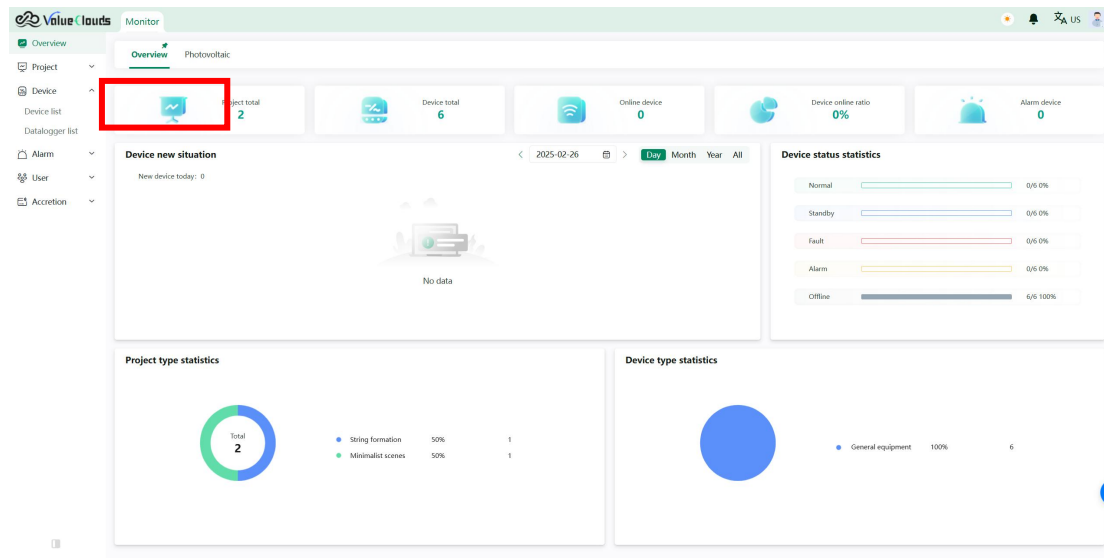 ValueClouds
Monitor
US
Overview
Project
Device
Device list
Datalogger list
Alarm
User
Accretion
Overview Photovoltaic
Project total
2
Device total
6
Online device
0
Device online ratio
0%
Alarm device
0
Device new situation
2025-02-26
Day Month Year All
New device today: 0
No data
Device status statistics
Normal 0/6 0%
Standby 0/6 0%
Fault 0/6 0%
Alarm 0/6 0%
Offline 6/6 100%
Project type statistics
Total
2
String formation 50% 1
Minimalist scenes 50% 1
Device type statistics
General equipment 100% 6